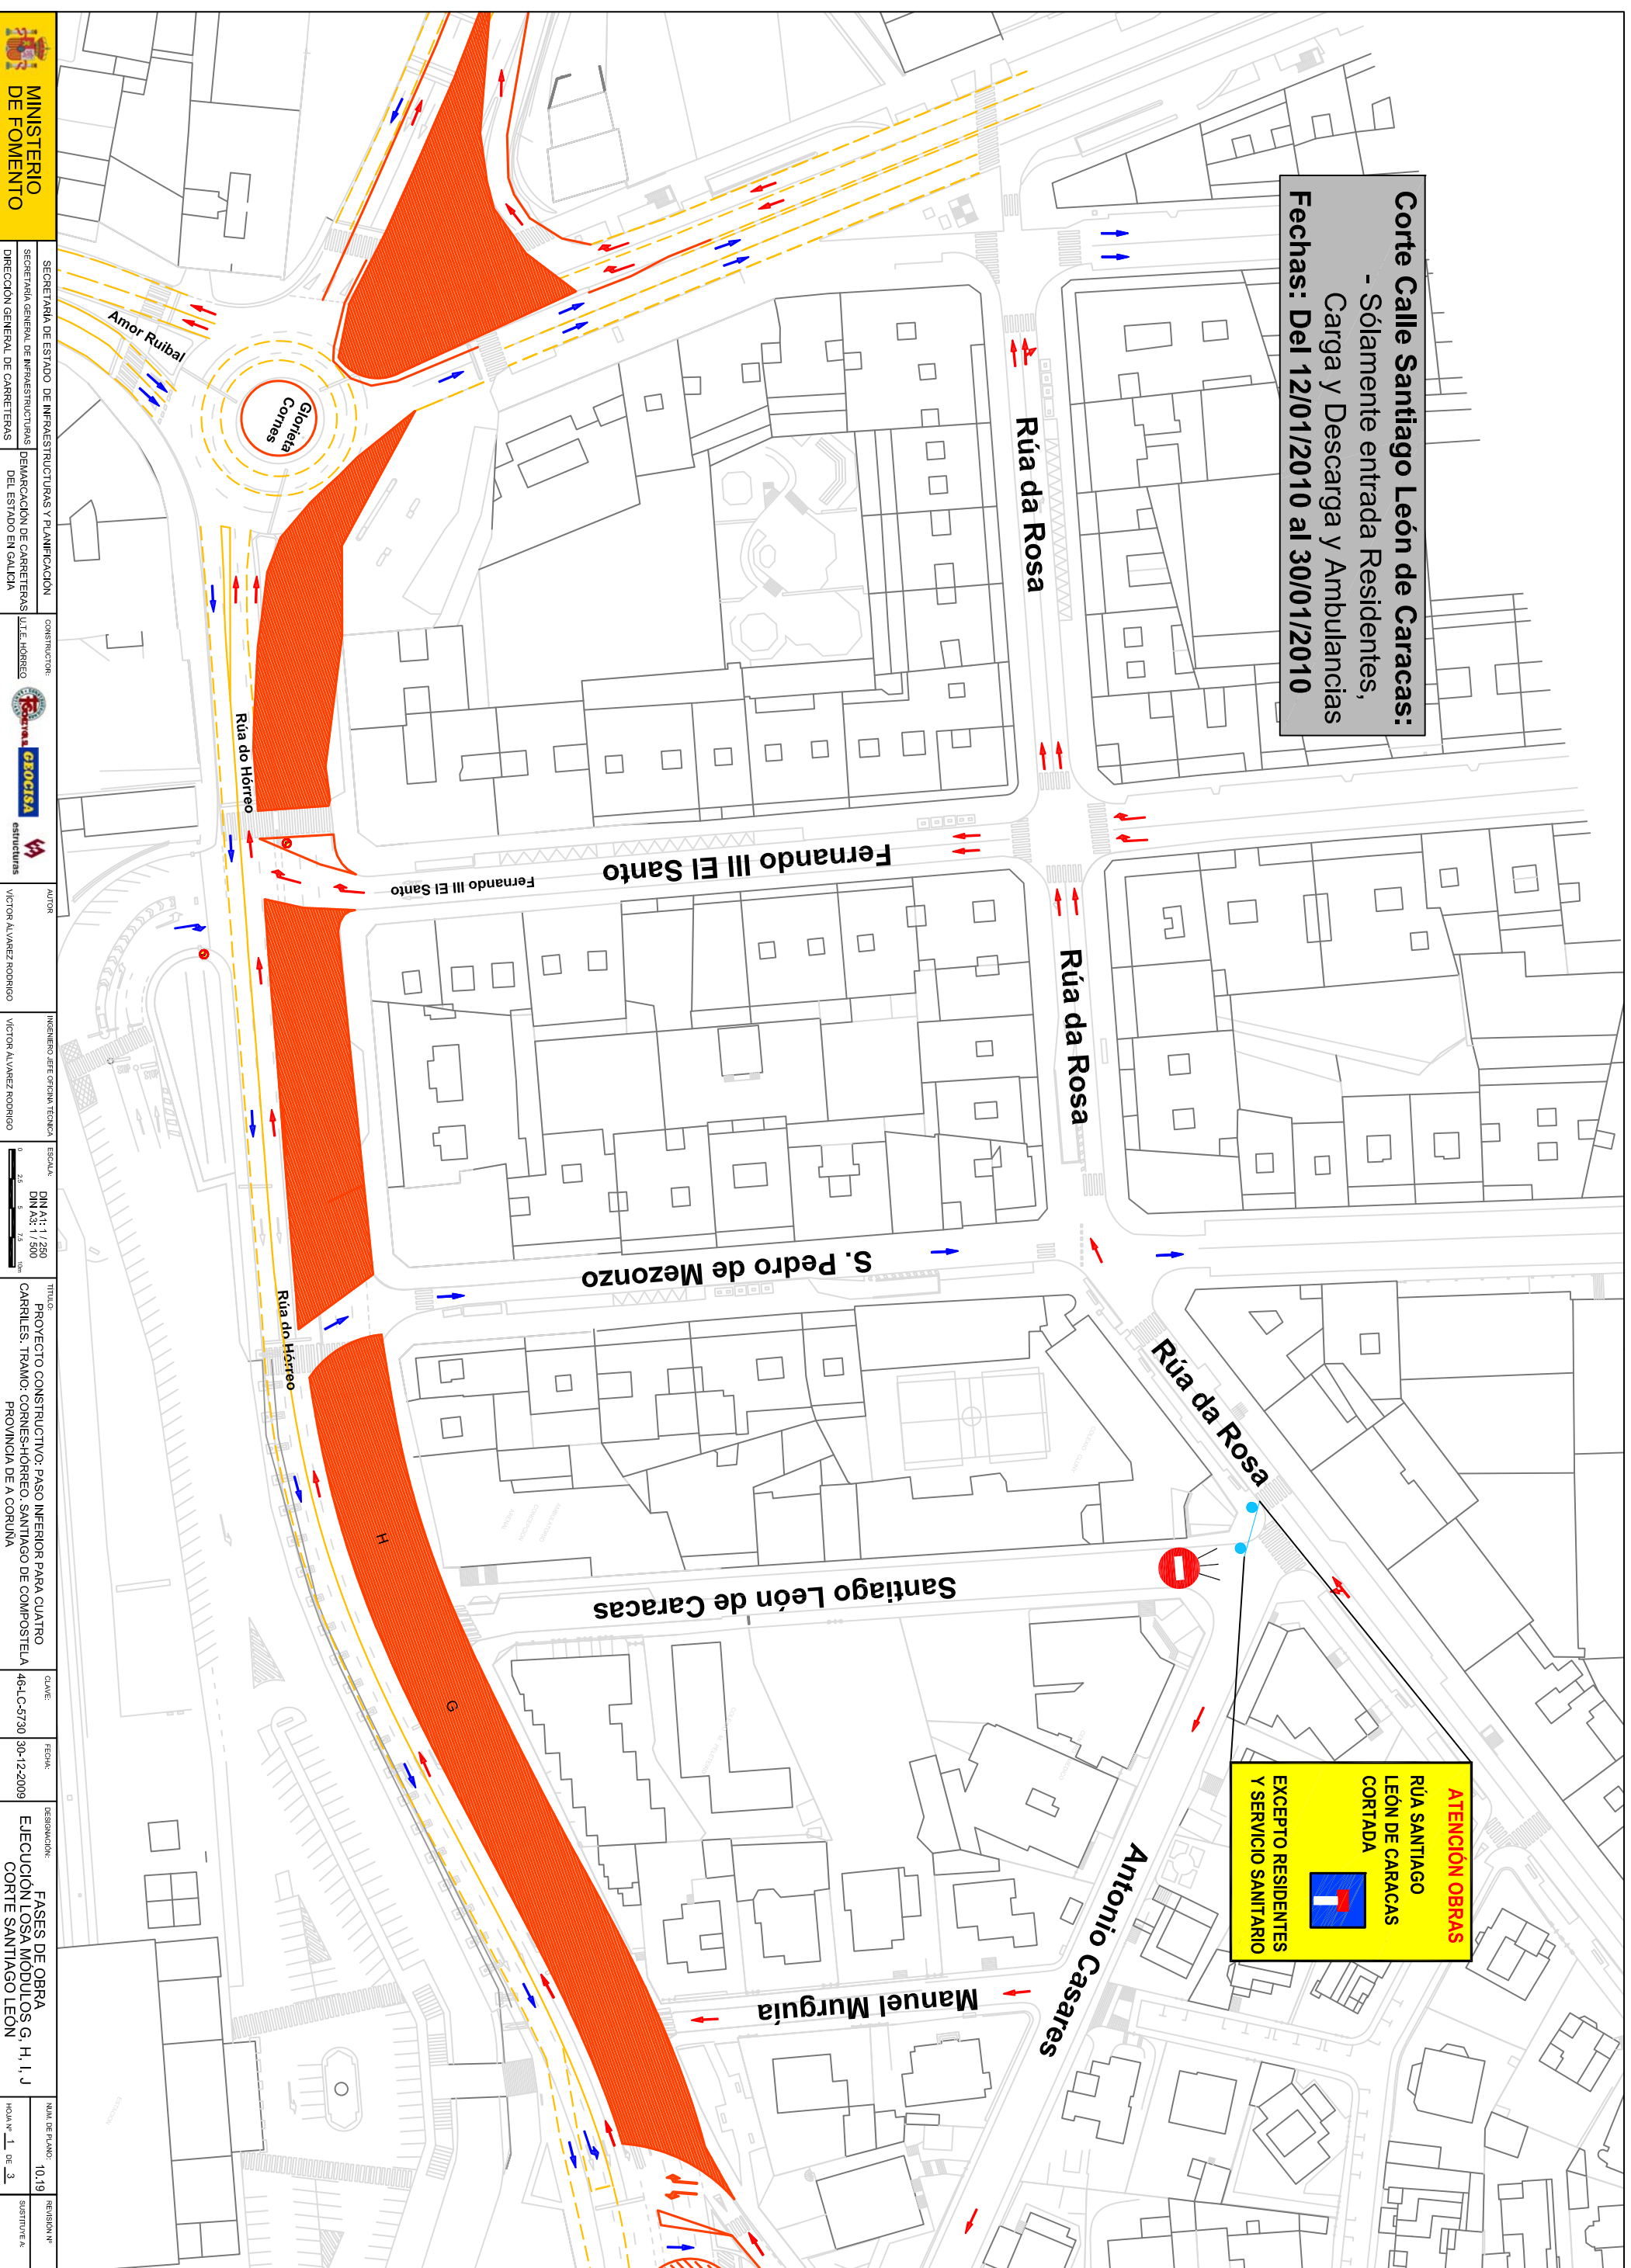 Corte Calle Santiago León de Caracas:
- Sólamente entrada Residentes,
Carga y Descarga y Ambulancias
Fechas: Del 12/01/2010 al 30/01/2010
ATENCIÓN OBRAS
RÚA SANTIAGO
LEÓN DE CARACAS
CORTADA
EXCEPTO RESIDENTES
Y SERVICIO SANITARIO
Rúa da Rosa
Rúa da Rosa
Rúa da Rosa
Fernando III El Santo
Fernando III El Santo
S. Pedro de Mezonzo
Santiago León de Caracas
Antonio Casares
Manuel Murguía
Amor Ruibal
Glorieta
Cornes
Rúa do Hórreo
Rúa do Hórreo
H
G
MINISTERIO
DE FOMENTO
SECRETARÍA DE ESTADO DE INFRAESTRUCTURAS Y PLANIFICACIÓN
SECRETARÍA GENERAL DE INFRAESTRUCTURAS
DIRECCIÓN GENERAL DE CARRETERAS
DEMARCACIÓN DE CARRETERAS
DEL ESTADO EN GALICIA
CONSTRUCTOR:
U.T.E. HÓRREO
GEOCISA
estructuras
AUTOR
VÍCTOR ÁLVAREZ RODRIGO
INGENIERO JEFE OFICINA TÉCNICA
VÍCTOR ÁLVAREZ RODRIGO
ESCALA:
DIN A1: 1 / 250
DIN A3: 1 / 500
0 2,5 5 7,5 10m
TÍTULO:
PROYECTO CONSTRUCTIVO: PASO INFERIOR PARA CUATRO
CARRILES. TRAMO: CORNES-HÓRREO. SANTIAGO DE COMPOSTELA
PROVINCIA DE A CORUÑA
CLAVE:
46-LC-5730
FECHA:
30-12-2009
DESIGNACIÓN:
FASES DE OBRA
EJECUCIÓN LOSA MÓDULOS G, H, I, J
CORTE SANTIAGO LEÓN
NUM. DE PLANO:
10.19
HOJA Nº 1 DE 3
REVISIÓN Nº
SUSTITUYE A: